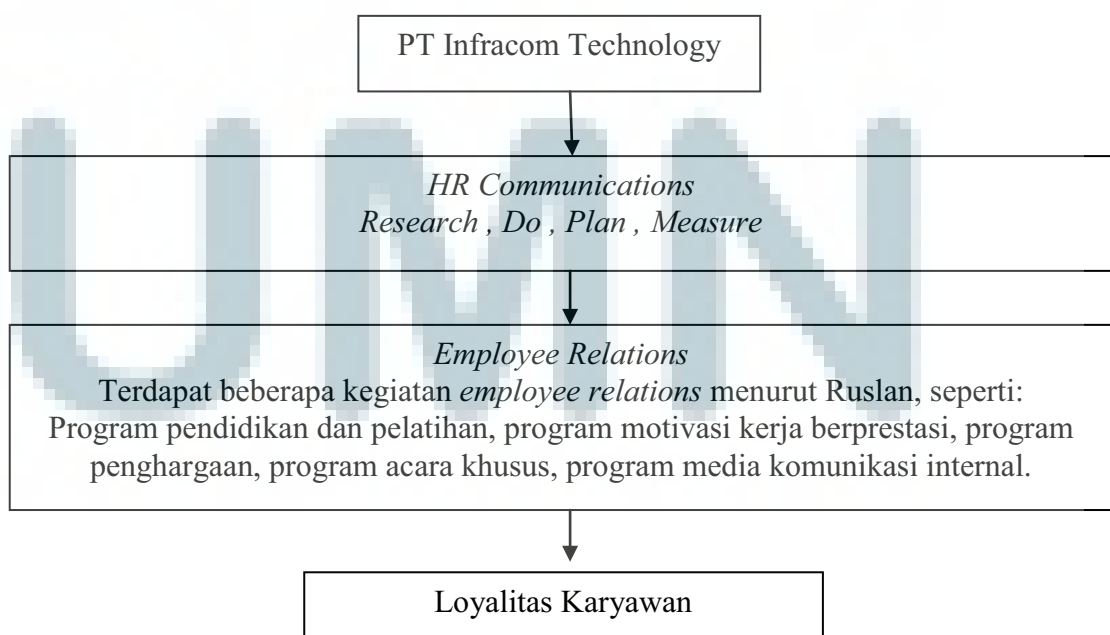 PT Infracom Technology
HR Communications
Research , Do , Plan , Measure
Employee Relations
Terdapat beberapa kegiatan employee relations menurut Ruslan, seperti:
Program pendidikan dan pelatihan, program motivasi kerja berprestasi, program
penghargaan, program acara khusus, program media komunikasi internal.
Loyalitas Karyawan
UMN